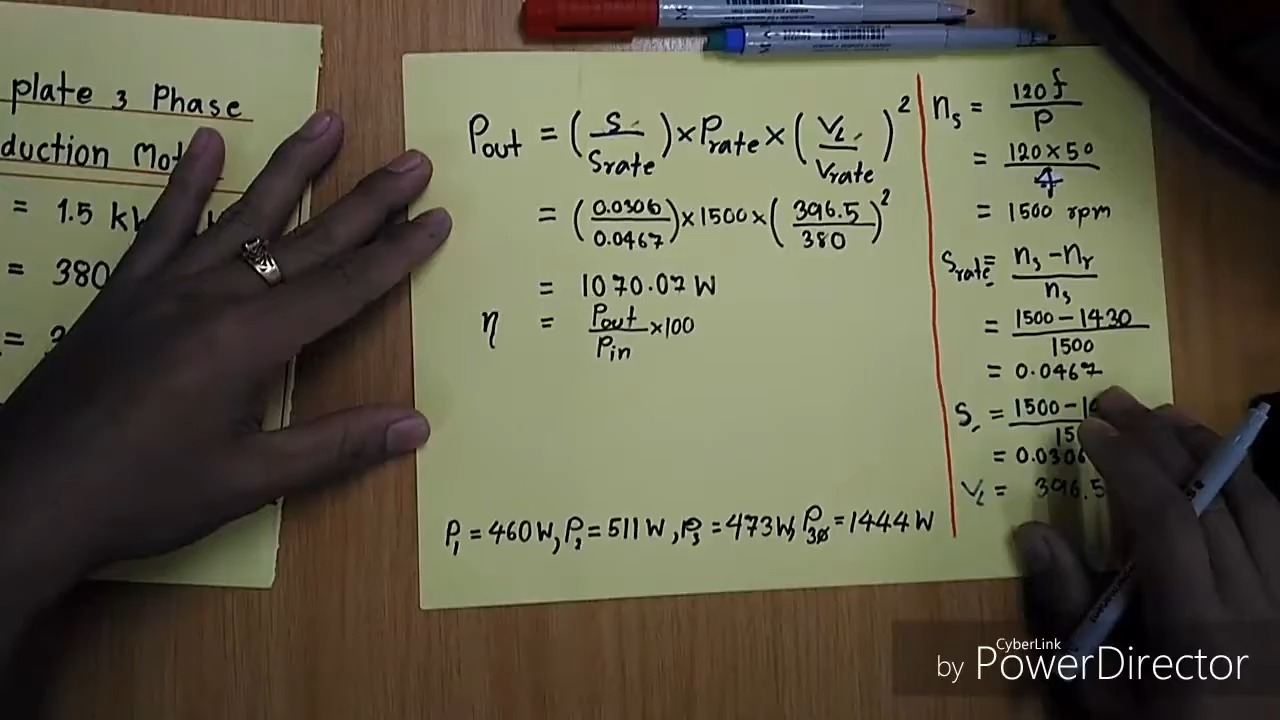 plate 3 Phase
duction Mot
= 1.5 k
= 380
=
Pout = (S/Srate) × Prate × (VL/Vrate)²
= (0.0306/0.0467) × 1500 × (396.5/380)²
= 1070.07 W
η = Pout/Pin × 100
P1 = 460 W, P2 = 511 W, P3 = 473 W, P3Ø = 1444 W
ns = 120f/P
= 120 × 50/4
= 1500 rpm
Srate = ns - nr/ns
= 1500 - 1430/1500
= 0.0467
S = 1500 - 1
= 0.0306
VL = 396.5
CyberLink
by PowerDirector